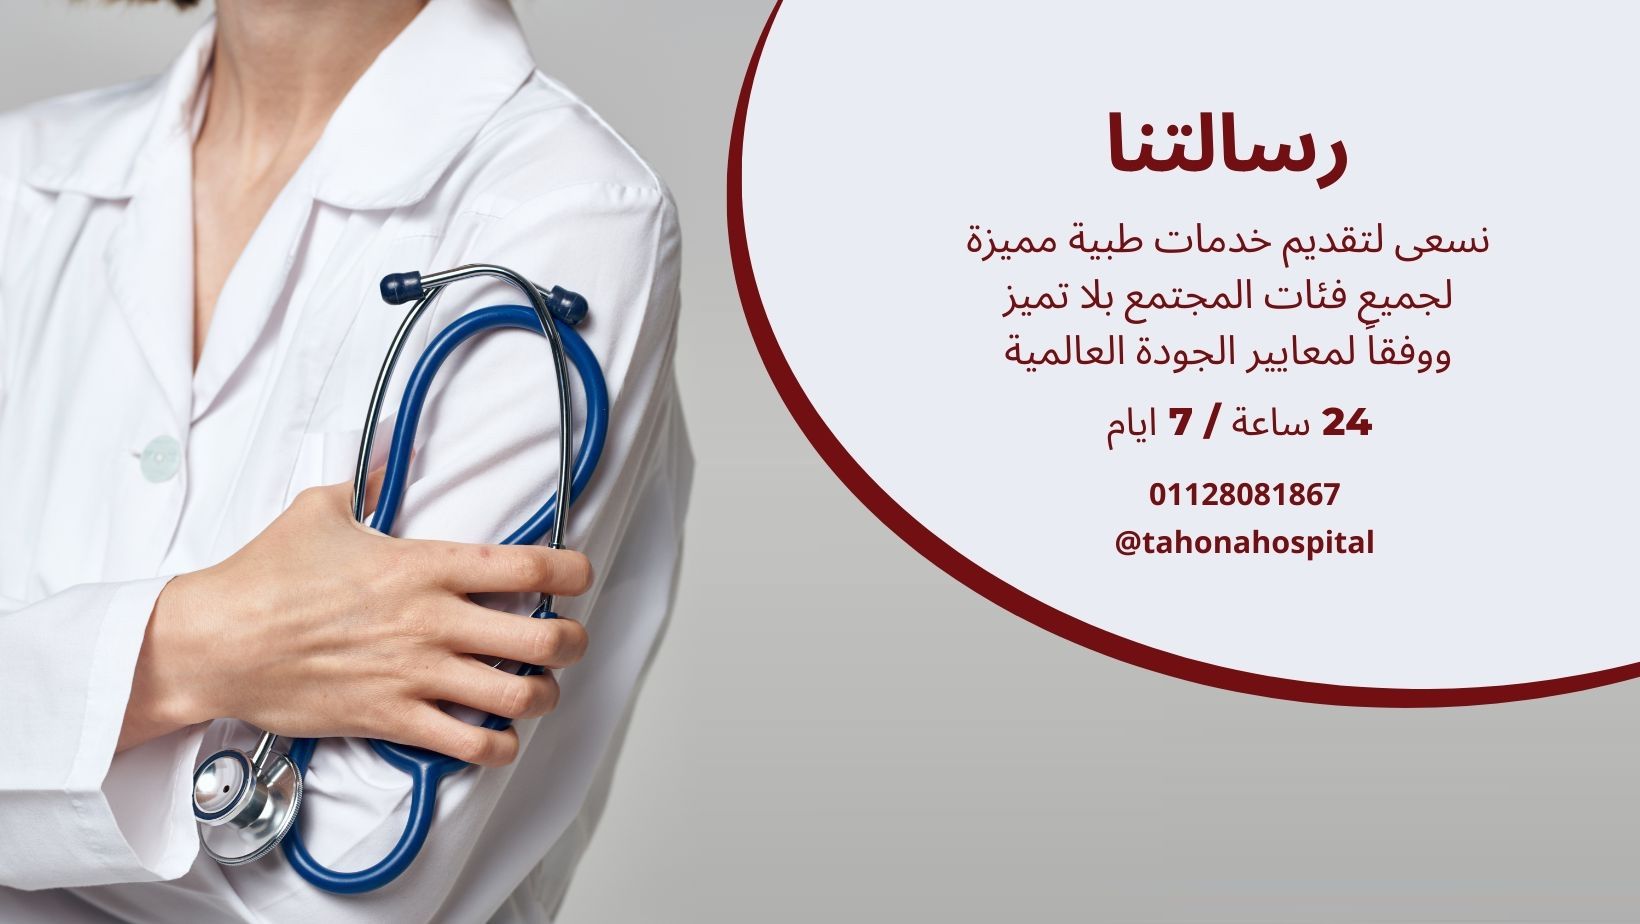 رسالتنا
نسعى لتقديم خدمات طبية مميزة
لجميع فئات المجتمع بلا تميز
ووفقاً لمعايير الجودة العالمية
24 ساعة / 7 ايام
01128081867
@tahonahospital